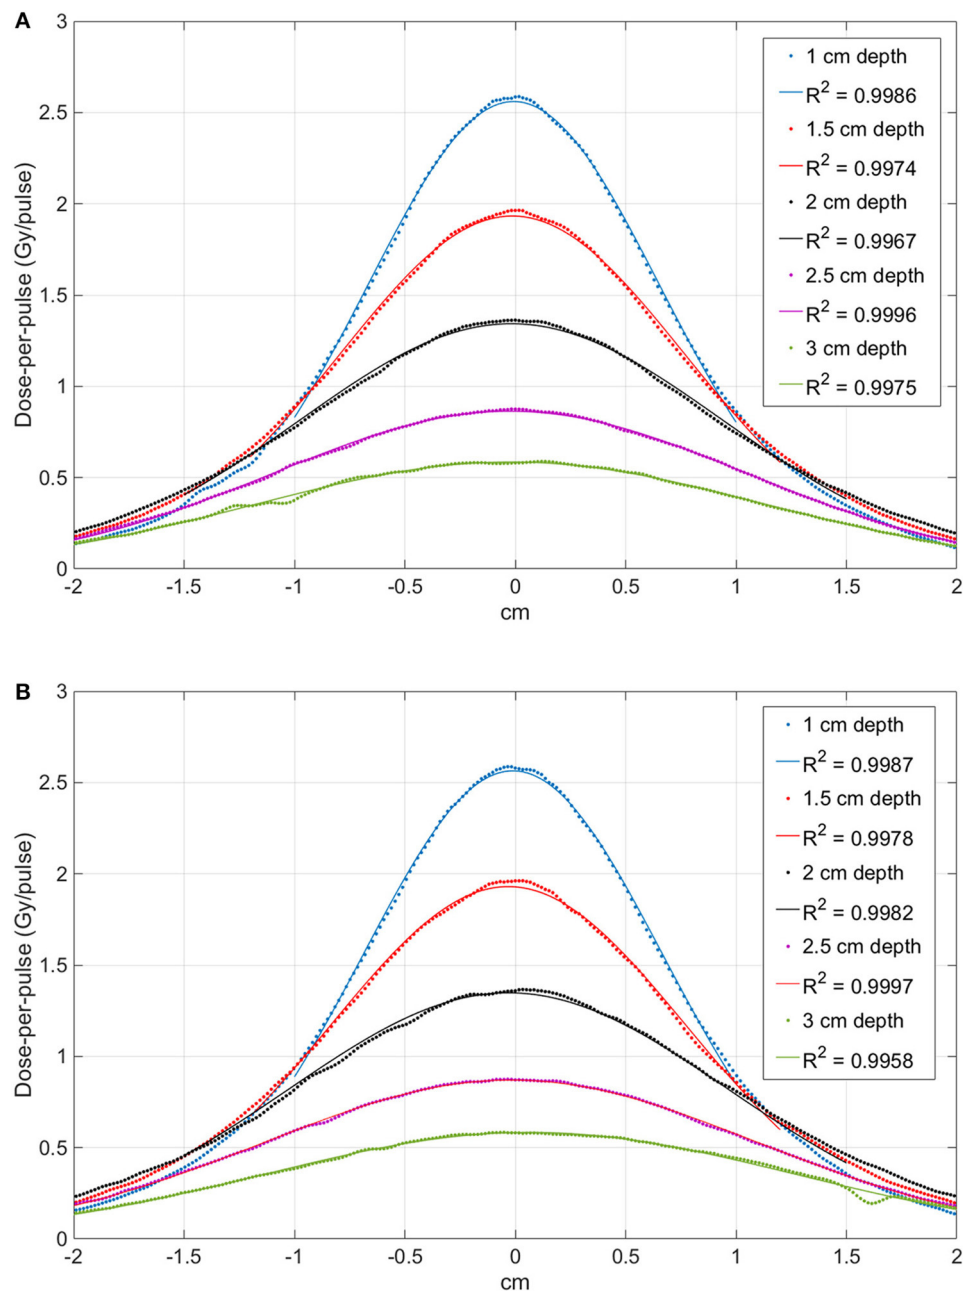 A
3
2.5
2
1.5
1
0.5
0
Dose-per-pulse (Gy/pulse)
1 cm depth
R² = 0.9986
1.5 cm depth
R² = 0.9974
2 cm depth
R² = 0.9967
2.5 cm depth
R² = 0.9996
3 cm depth
R² = 0.9975
-2 -1.5 -1 -0.5 0 0.5 1 1.5 2
cm
B
3
2.5
2
1.5
1
0.5
0
Dose-per-pulse (Gy/pulse)
1 cm depth
R² = 0.9987
1.5 cm depth
R² = 0.9978
2 cm depth
R² = 0.9982
2.5 cm depth
R² = 0.9997
3 cm depth
R² = 0.9958
-2 -1.5 -1 -0.5 0 0.5 1 1.5 2
cm